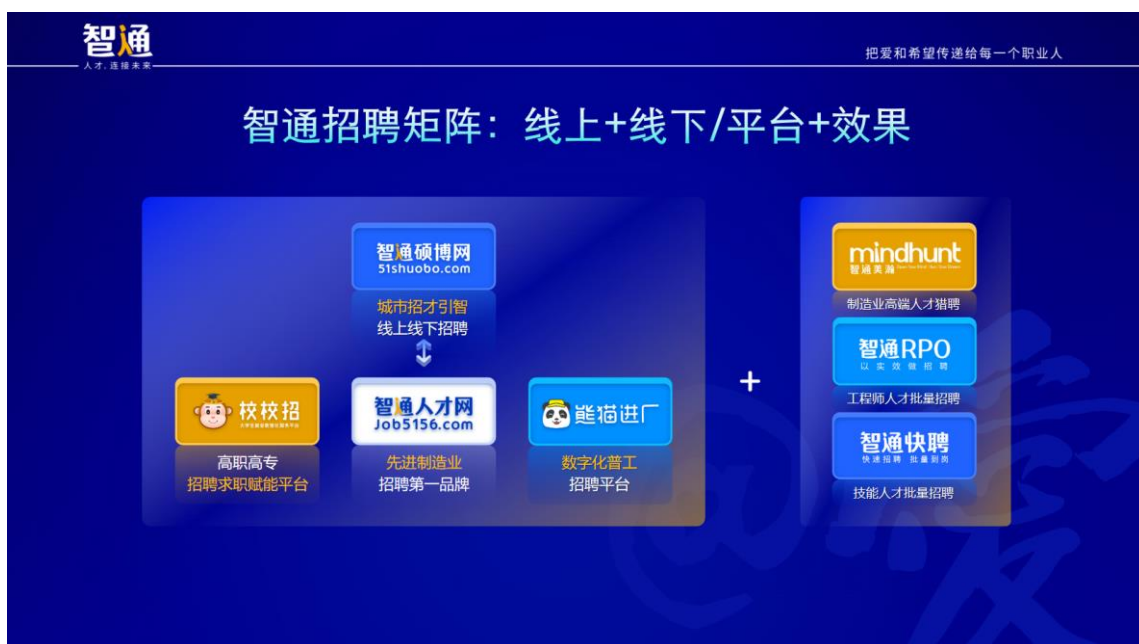 智通
人才.连接未来
把爱和希望传递给每一个职业人
智通招聘矩阵：线上+线下/平台+效果
智通硕博网
51shuobo.com
城市招才引智
线上线下招聘
校校招
高职高专
招聘求职赋能平台
智通人才网
Job5156.com
先进制造业
招聘第一品牌
熊猫进厂
数字化普工
招聘平台
+
mindhunt
智通美瀚
制造业高端人才猎聘
智通RPO
以实效做招聘
工程师人才批量招聘
智通快聘
快速招聘 批量到岗
技能人才批量招聘
@爱